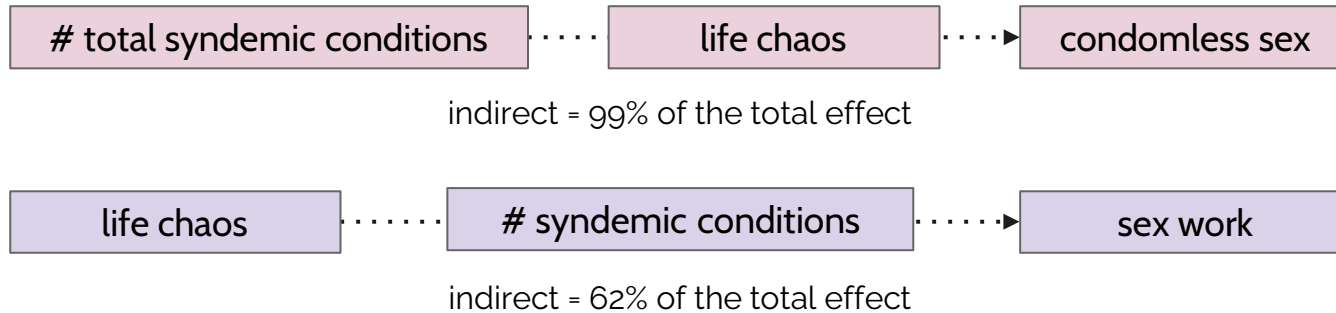 # total syndemic conditions life chaos condomless sex
indirect = 99% of the total effect
life chaos # syndemic conditions sex work
indirect = 62% of the total effect